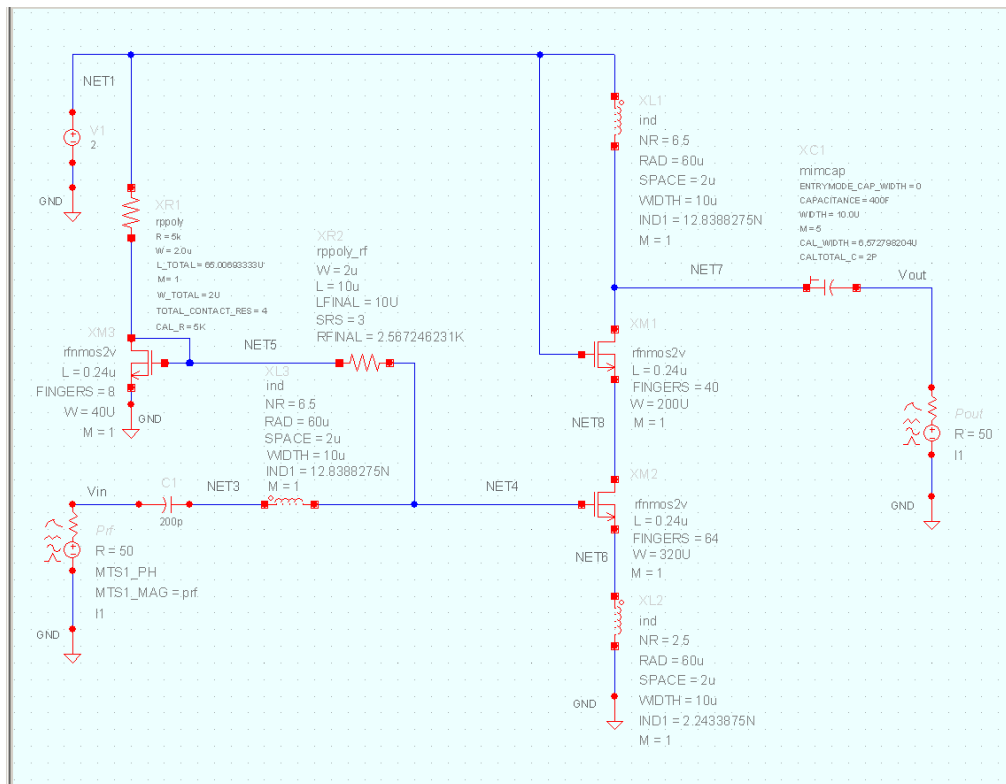 NET1
V1
2
GND
XR1
rppoly
R = 5k
W = 2.0u
L_TOTAL = 65.00693333U
M = 1
W_TOTAL = 2U
TOTAL_CONTACT_RES = 4
CAL_R = 5K
XR2
rppoly_rf
W = 2u
L = 10u
LFINAL = 10U
SRS = 3
RFINAL = 2.567246231K
XM3
rfnmos2v
L = 0.24u
FINGERS = 8
W = 40U
M = 1
GND
NET5
XL3
ind
NR = 6.5
RAD = 60u
SPACE = 2u
WIDTH = 10u
IND1 = 12.8388275N
M = 1
Vin
C1
200p
NET3
NET4
Prf
R = 50
MTS1_PH
MTS1_MAG = prf
I1
GND
XL1
ind
NR = 6.5
RAD = 60u
SPACE = 2u
WIDTH = 10u
IND1 = 12.8388275N
M = 1
XC1
mimcap
ENTRYMODE_CAP_WIDTH = 0
CAPACITANCE = 400F
WIDTH = 10.0U
M = 5
CAL_WIDTH = 6.572798204U
CALTOTAL_C = 2P
NET7
Vout
XM1
rfnmos2v
L = 0.24u
FINGERS = 40
W = 200U
M = 1
NET8
XM2
rfnmos2v
L = 0.24u
FINGERS = 64
W = 320U
M = 1
NET6
XL2
ind
NR = 2.5
RAD = 60u
SPACE = 2u
WIDTH = 10u
IND1 = 2.2433875N
M = 1
GND
Pout
R = 50
I1
GND